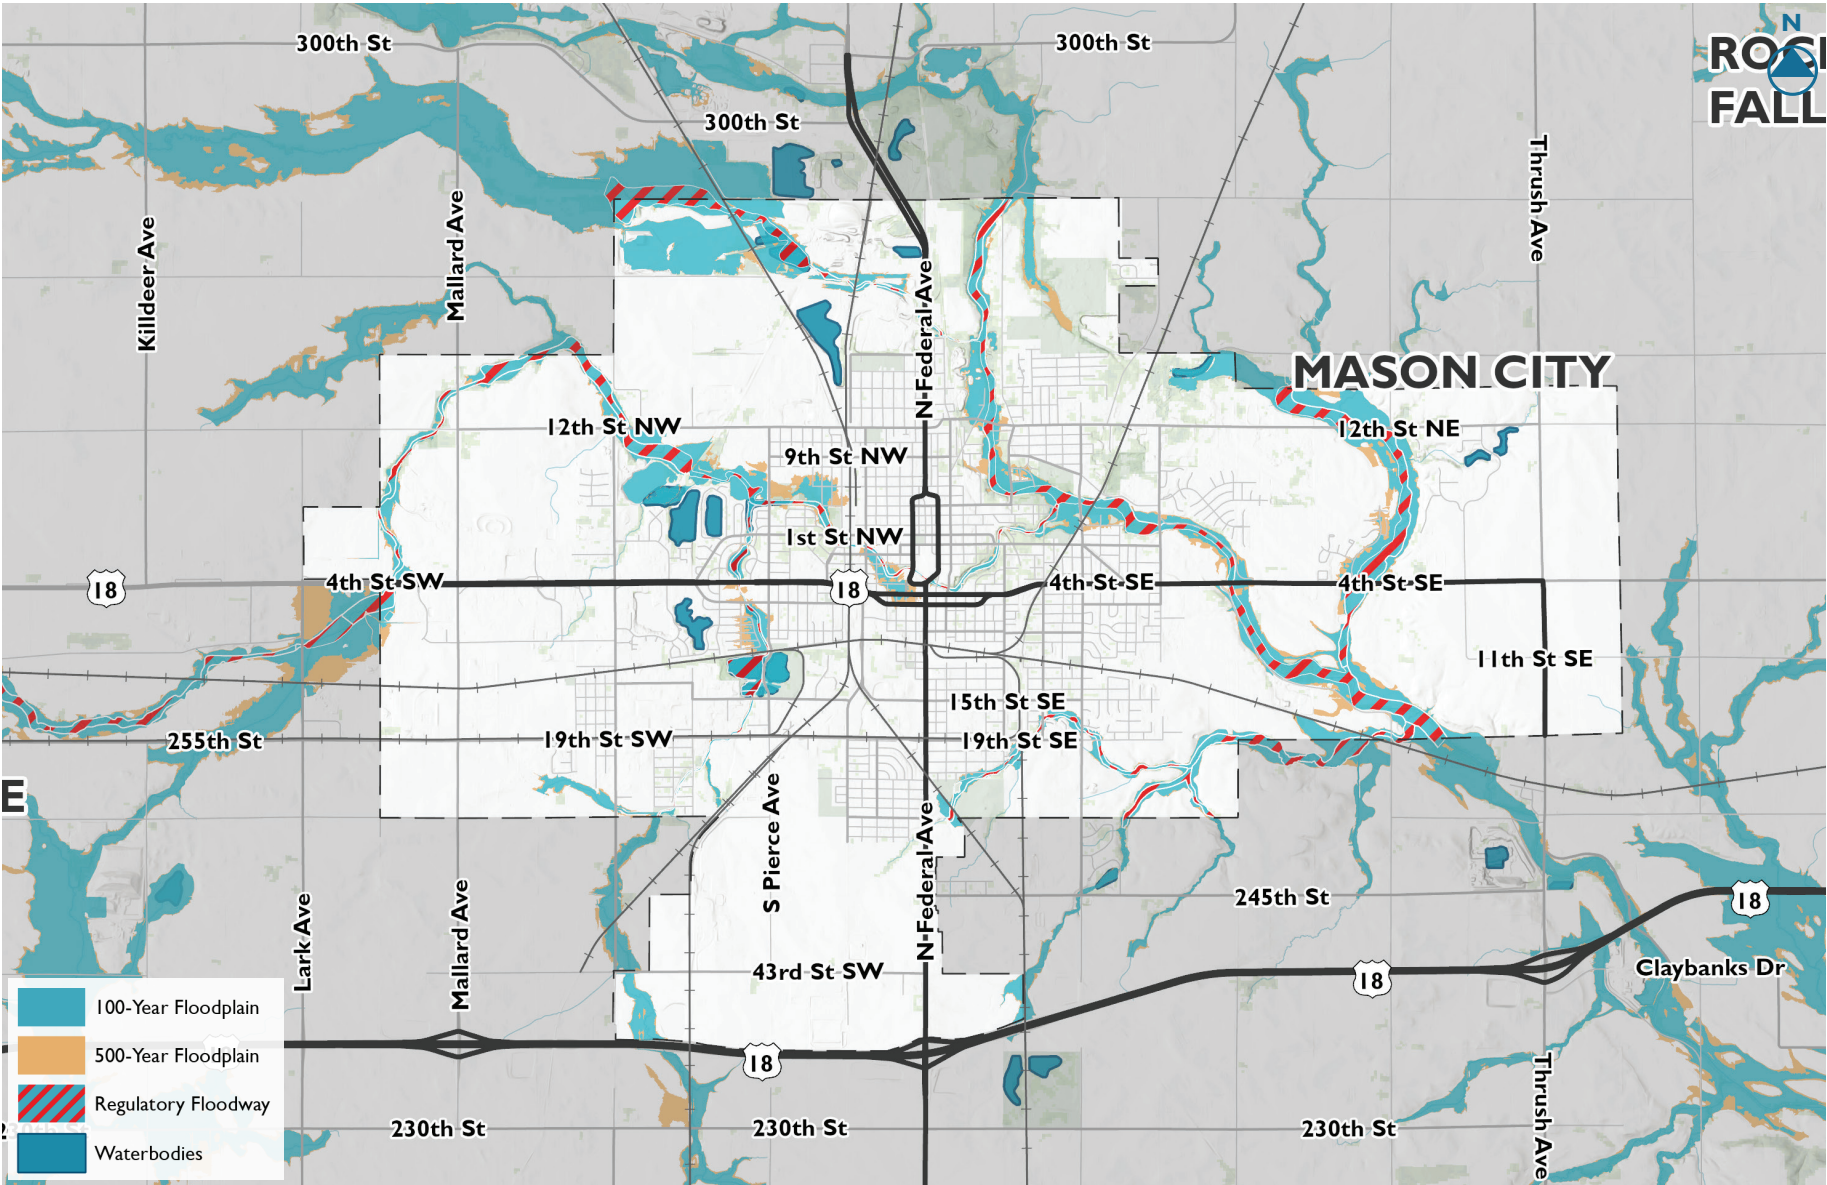 N
300th St
300th St
ROC
FALL
300th St
Thrush Ave
Killdeer Ave
Mallard Ave
N Federal Ave
MASON CITY
12th St NW
12th St NE
9th St NW
1st St NW
18
4th St SW
18
4th St SE
4th St SE
11th St SE
15th St SE
255th St
19th St SW
19th St SE
E
S Pierce Ave
N Federal Ave
245th St
18
Lark Ave
Mallard Ave
43rd St SW
18
Claybanks Dr
18
100-Year Floodplain
500-Year Floodplain
Regulatory Floodway
Waterbodies
230th St
230th St
230th St
230th St
Thrush Ave